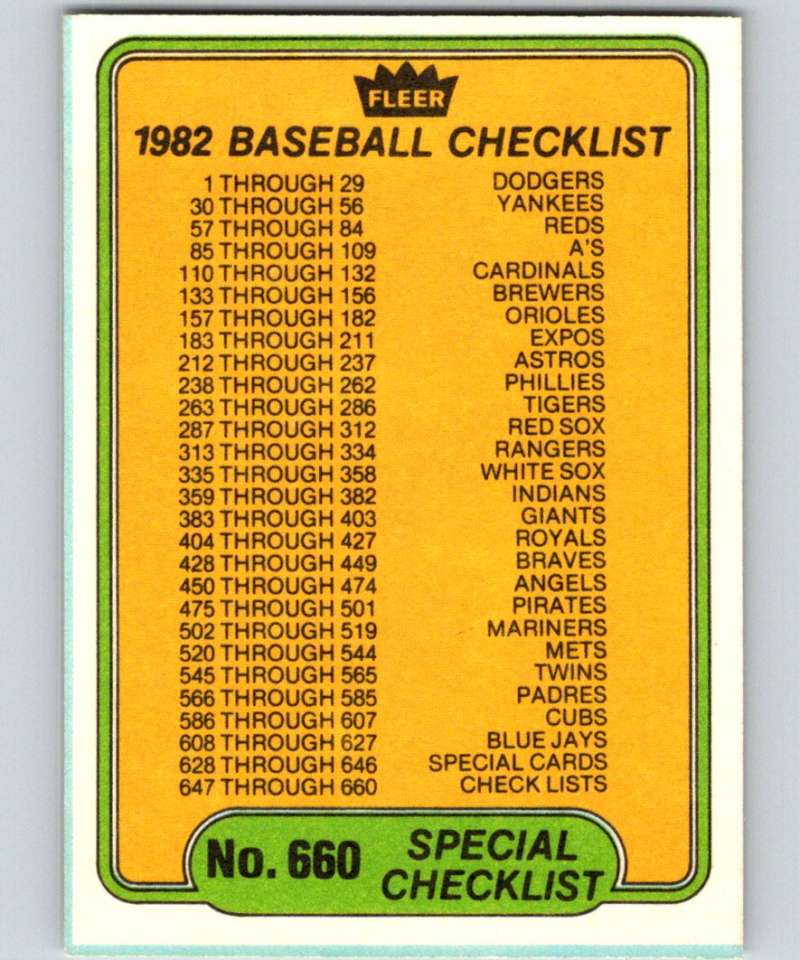 FLEER
1982 BASEBALL CHECKLIST
1 THROUGH 29 DODGERS
30 THROUGH 56 YANKEES
57 THROUGH 84 REDS
85 THROUGH 109 A'S
110 THROUGH 132 CARDINALS
133 THROUGH 156 BREWERS
157 THROUGH 182 ORIOLES
183 THROUGH 211 EXPOS
212 THROUGH 237 ASTROS
238 THROUGH 262 PHILLIES
263 THROUGH 286 TIGERS
287 THROUGH 312 RED SOX
313 THROUGH 334 RANGERS
335 THROUGH 358 WHITE SOX
359 THROUGH 382 INDIANS
383 THROUGH 403 GIANTS
404 THROUGH 427 ROYALS
428 THROUGH 449 BRAVES
450 THROUGH 474 ANGELS
475 THROUGH 501 PIRATES
502 THROUGH 519 MARINERS
520 THROUGH 544 METS
545 THROUGH 565 TWINS
566 THROUGH 585 PADRES
586 THROUGH 607 CUBS
608 THROUGH 627 BLUE JAYS
628 THROUGH 646 SPECIAL CARDS
647 THROUGH 660 CHECK LISTS
No. 660 SPECIAL
CHECKLIST